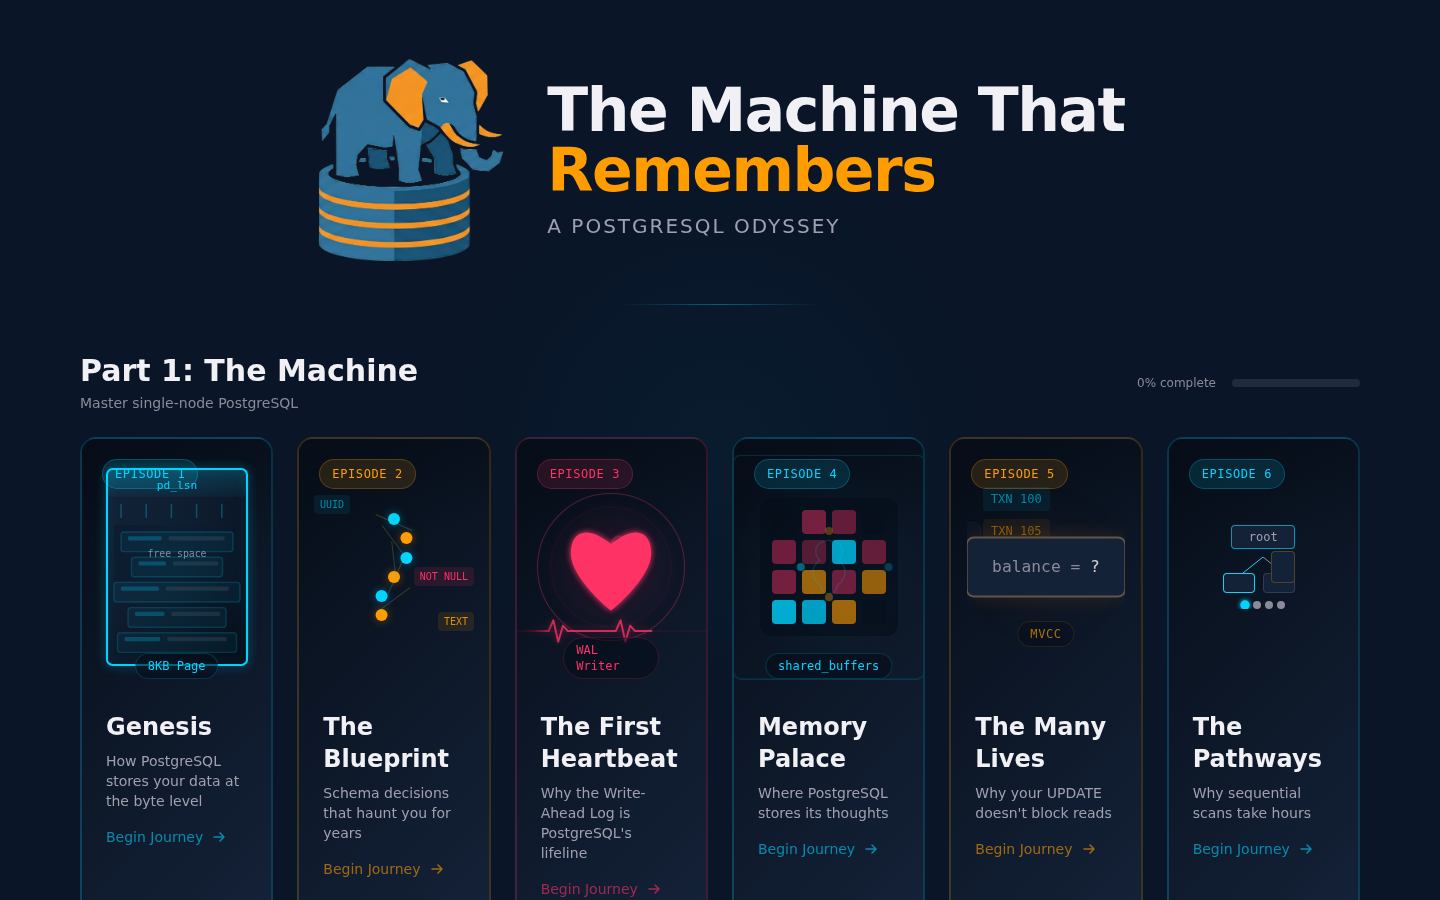 The Machine That
Remembers
A POSTGRESQL ODYSSEY
Part 1: The Machine
Master single-node PostgreSQL
0% complete
EPISODE 1
pd_lsn
free space
8KB Page
Genesis
How PostgreSQL
stores your data at
the byte level
Begin Journey →
EPISODE 2
UUID
NOT NULL
TEXT
The
Blueprint
Schema decisions
that haunt you for
years
Begin Journey →
EPISODE 3
WAL
Writer
The First
Heartbeat
Why the Write-
Ahead Log is
PostgreSQL's
lifeline
Begin Journey →
EPISODE 4
shared_buffers
Memory
Palace
Where PostgreSQL
stores its thoughts
Begin Journey →
EPISODE 5
TXN 100
TXN 105
balance = ?
MVCC
The Many
Lives
Why your UPDATE
doesn't block reads
Begin Journey →
EPISODE 6
root
The
Pathways
Why sequential
scans take hours
Begin Journey →